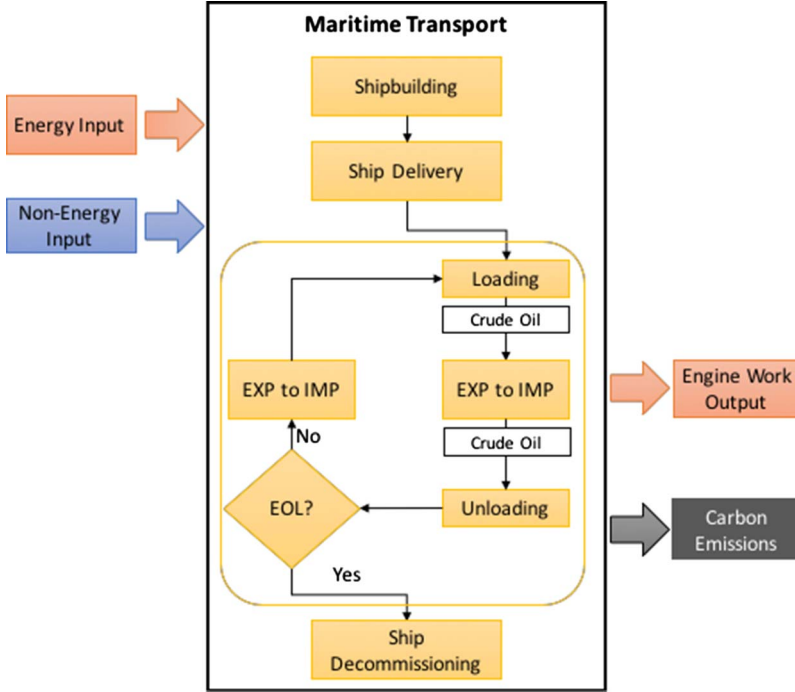 Maritime Transport
Shipbuilding
Energy Input
Ship Delivery
Non-Energy
Input
Loading
Crude Oil
EXP to IMP
EXP to IMP
Engine Work
Output
No
Crude Oil
EOL?
Unloading
Carbon
Emissions
Yes
Ship
Decommissioning